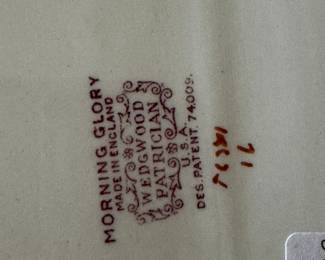 MORNING GLORY
MADE IN ENGLAND
WEDGWOOD
PATRICIAN
U.S.A.
DES. PATENT. 74,009.